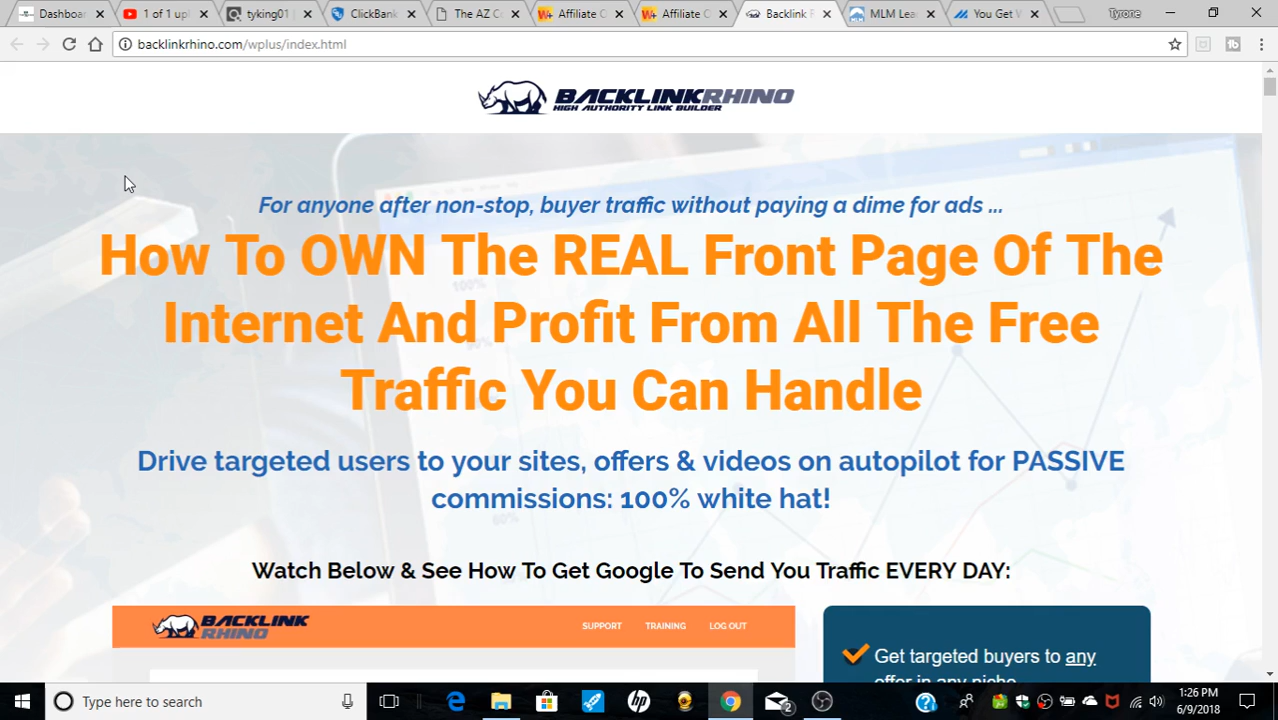 Dashboar
1 of 1 up
tyking01
ClickBank
The AZ C
Affiliate C
Affiliate C
Backlink R
MLM Lea
You Get W
Tyrone
backlinkrhino.com/wplus/index.html
BACKLINKRHINO
HIGH AUTHORITY LINK BUILDER
For anyone after non-stop, buyer traffic without paying a dime for ads ...
How To OWN The REAL Front Page Of The
Internet And Profit From All The Free
Traffic You Can Handle
Drive targeted users to your sites, offers & videos on autopilot for PASSIVE
commissions: 100% white hat!
Watch Below & See How To Get Google To Send You Traffic EVERY DAY:
BACKLINK
RHINO
SUPPORT TRAINING LOG OUT
Get targeted buyers to any
offer in any niche
Type here to search
2
1:26 PM
6/9/2018